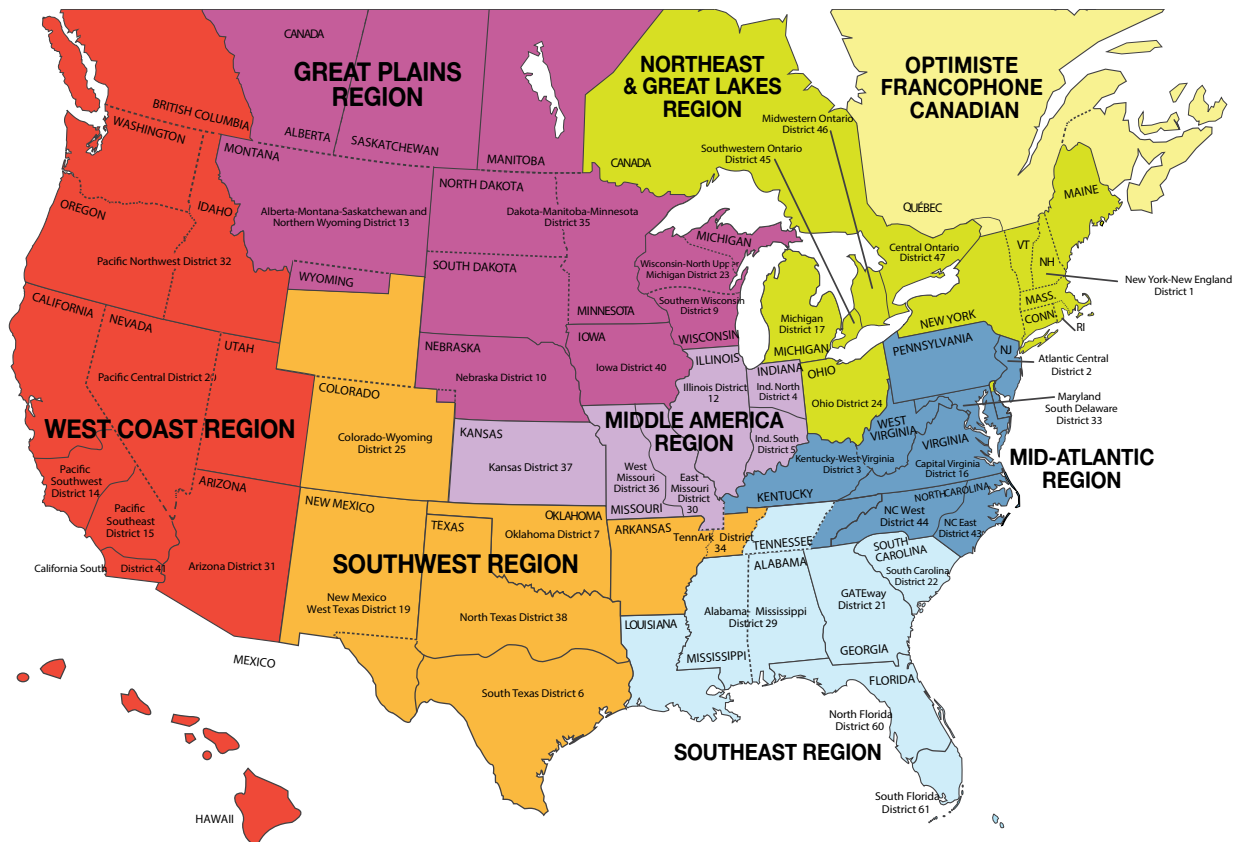 CANADA
GREAT PLAINS
REGION
BRITISH COLUMBIA
ALBERTA
SASKATCHEWAN
MANITOBA
NORTHEAST
& GREAT LAKES
REGION
Midwestern Ontario
District 46
Southwestern Ontario
District 45
CANADA
OPTIMISTE
FRANCOPHONE
CANADIAN
QUÉBEC
WASHINGTON
OREGON
IDAHO
Pacific Northwest District 32
MONTANA
Alberta-Montana-Saskatchewan and
Northern Wyoming District 13
WYOMING
NORTH DAKOTA
Dakota-Manitoba-Minnesota
District 35
SOUTH DAKOTA
MINNESOTA
MICHIGAN
Wisconsin-North Upper
Michigan District 23
Southern Wisconsin
District 9
WISCONSIN
Michigan
District 17
MICHIGAN
Central Ontario
District 47
MAINE
VT
NH
New York-New England
District 1
MASS.
CONN.
RI
NEW YORK
CALIFORNIA
NEVADA
UTAH
Pacific Central District 20
WEST COAST REGION
Pacific
Southwest
District 14
Pacific
Southeast
District 15
California South District 41
ARIZONA
Arizona District 31
COLORADO
Colorado-Wyoming
District 25
NEBRASKA
Nebraska District 10
IOWA
Iowa District 40
KANSAS
Kansas District 37
MIDDLE AMERICA
REGION
ILLINOIS
Illinois District
12
INDIANA
Ind. North
District 4
Ind. South
District 5
West
Missouri
District 36
MISSOURI
East
Missouri
District
30
OHIO
Ohio District 24
PENNSYLVANIA
NJ
Atlantic Central
District 2
Maryland
South Delaware
District 33
WEST
VIRGINIA
VIRGINIA
Kentucky-West Virginia
District 3
KENTUCKY
Capital Virginia
District 16
MID-ATLANTIC
REGION
NORTH CAROLINA
NC West
District 44
NC East
District 43
NEW MEXICO
New Mexico
West Texas District 19
TEXAS
OKLAHOMA
Oklahoma District 7
SOUTHWEST REGION
North Texas District 38
South Texas District 6
ARKANSAS
TennArk District
34
TENNESSEE
LOUISIANA
ALABAMA
Alabama- Mississippi
District 29
MISSISSIPPI
SOUTH
CAROLINA
South Carolina
District 22
GATEway
District 21
GEORGIA
FLORIDA
North Florida
District 60
SOUTHEAST REGION
South Florida
District 61
MEXICO
HAWAII